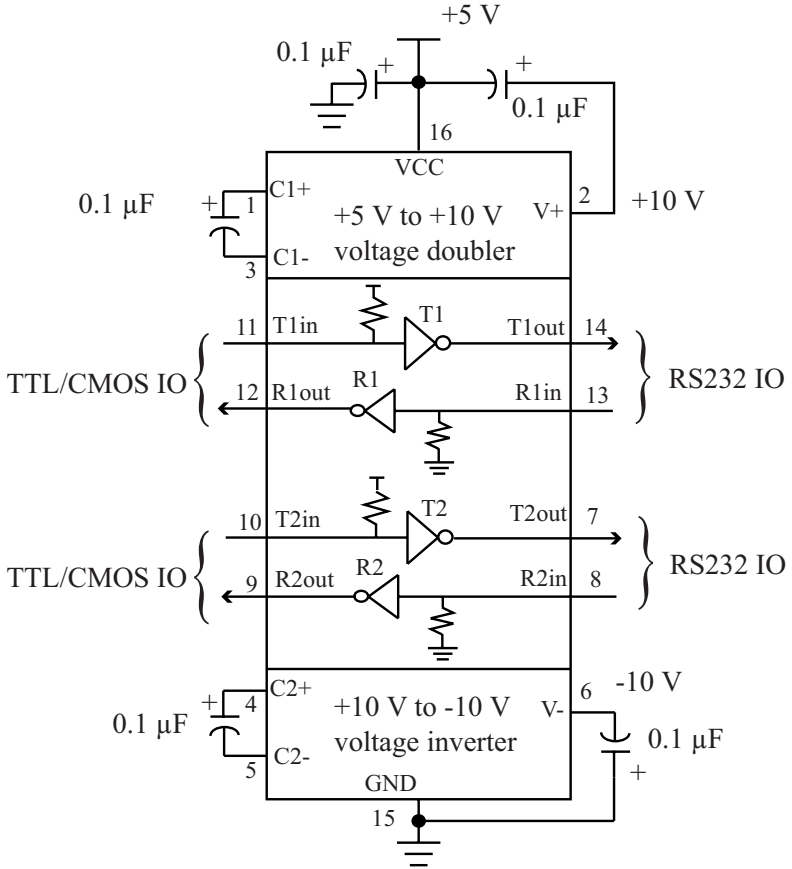 +5 V
0.1 µF
+
+
0.1 µF
16
VCC
0.1 µF
+
1
C1+
+5 V to +10 V
voltage doubler
V+
2
+10 V
3
C1-
TTL/CMOS IO
11
T1in
T1
T1out
14
RS232 IO
12
R1out
R1
R1in
13
TTL/CMOS IO
10
T2in
T2
T2out
7
RS232 IO
9
R2out
R2
R2in
8
0.1 µF
+
4
C2+
+10 V to -10 V
voltage inverter
V-
6
-10 V
0.1 µF
+
5
C2-
GND
15